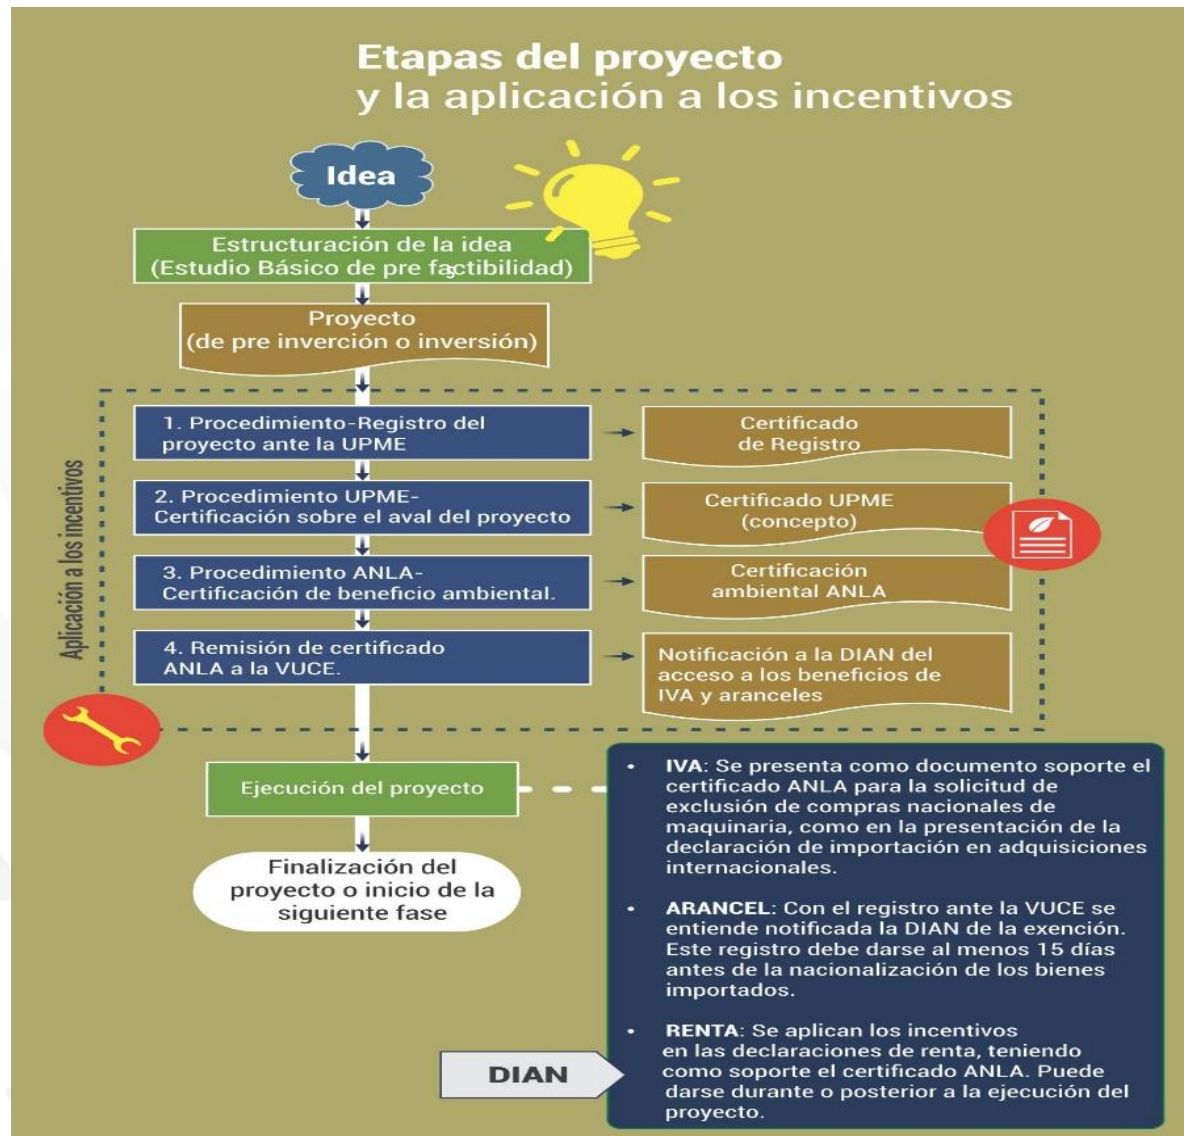 Etapas del proyecto
y la aplicación a los incentivos
Idea
Estructuración de la idea
(Estudio Básico de pre factibilidad)
s
Proyecto
(de pre inverción o inversión)
Aplicación a los incentivos
1. Procedimiento-Registro del
proyecto ante la UPME
Certificado
de Registro
2. Procedimiento UPME-
Certificación sobre el aval del proyecto
Certificado UPME
(concepto)
3. Procedimiento ANLA-
Certificación de beneficio ambiental.
Certificación
ambiental ANLA
4. Remisión de certificado
ANLA a la VUCE.
Notificación a la DIAN del
acceso a los beneficios de
IVA y aranceles
Ejecución del proyecto
Finalización del
proyecto o inicio de la
siguiente fase
• IVA: Se presenta como documento soporte el
certificado ANLA para la solicitud de
exclusión de compras nacionales de
maquinaria, como en la presentación de la
declaración de importación en adquisiciones
internacionales.
• ARANCEL: Con el registro ante la VUCE se
entiende notificada la DIAN de la exención.
Este registro debe darse al menos 15 días
antes de la nacionalización de los bienes
importados.
• RENTA: Se aplican los incentivos
en las declaraciones de renta, teniendo
como soporte el certificado ANLA. Puede
darse durante o posterior a la ejecución del
proyecto.
DIAN